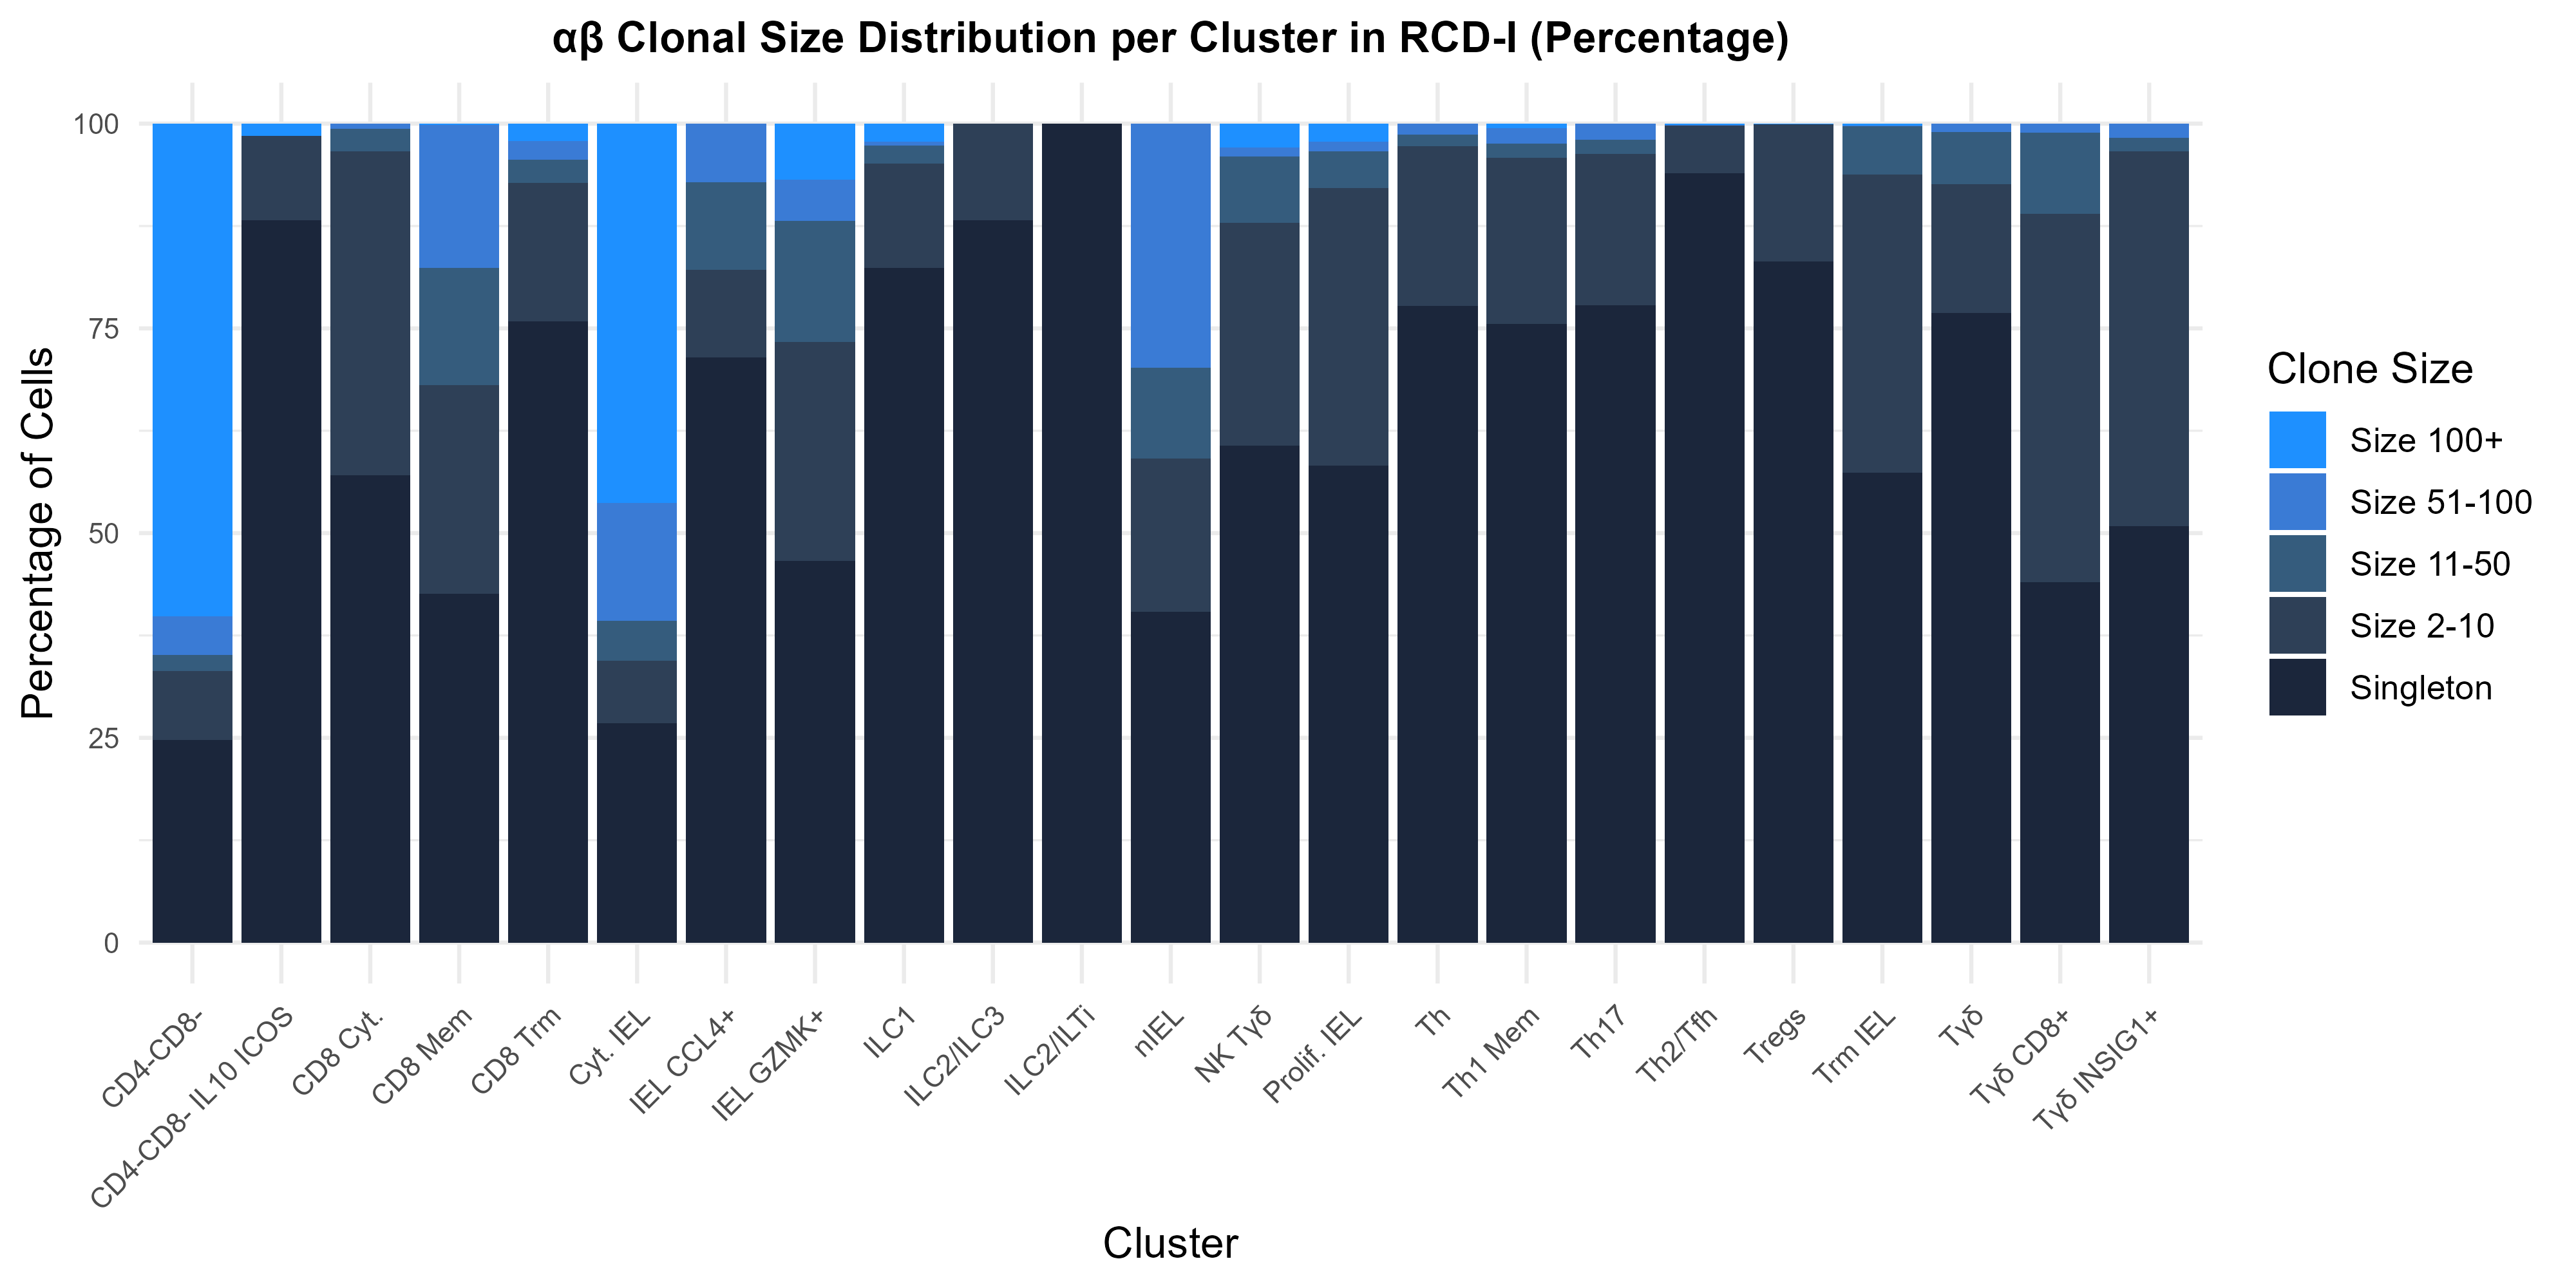 αβ Clonal Size Distribution per Cluster in RCD-I (Percentage)
Percentage of Cells
100
75
50
25
0
CD4-CD8-
CD4-CD8- IL10 ICOS
CD8 Cyt.
CD8 Mem
CD8 Trm
Cyt. IEL
IEL CCL4+
IEL GZMK+
ILC1
ILC2/ILC3
ILC2/ILTi
nIEL
NK Tγδ
Prolif. IEL
Th
Th1 Mem
Th17
Th2/Tfh
Tregs
Trm IEL
Tγδ
Tγδ CD8+
Tγδ INSIG1+
Cluster
Clone Size
Size 100+
Size 51-100
Size 11-50
Size 2-10
Singleton